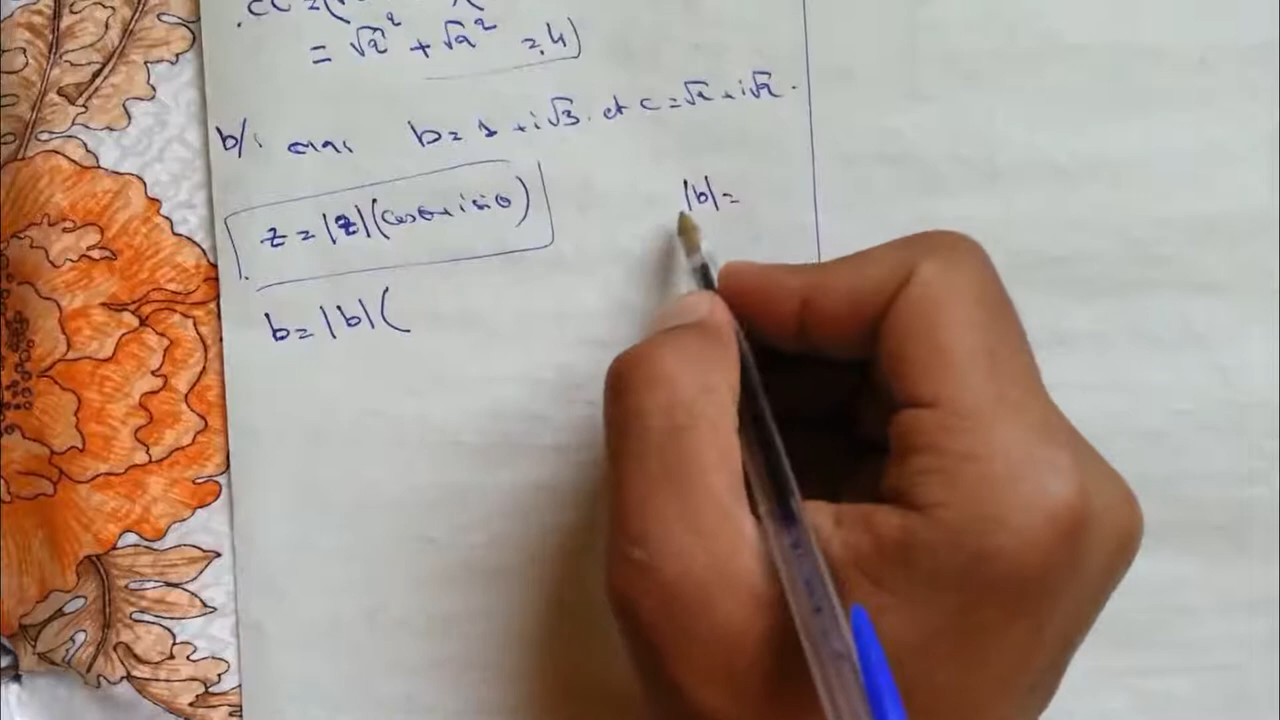 = √2² + √2² = 4
b/: on a b = 1 + i√3. et c = √2 + i√2.
z = |z|(cosθ + i sinθ)
|b| =
b = |b|(